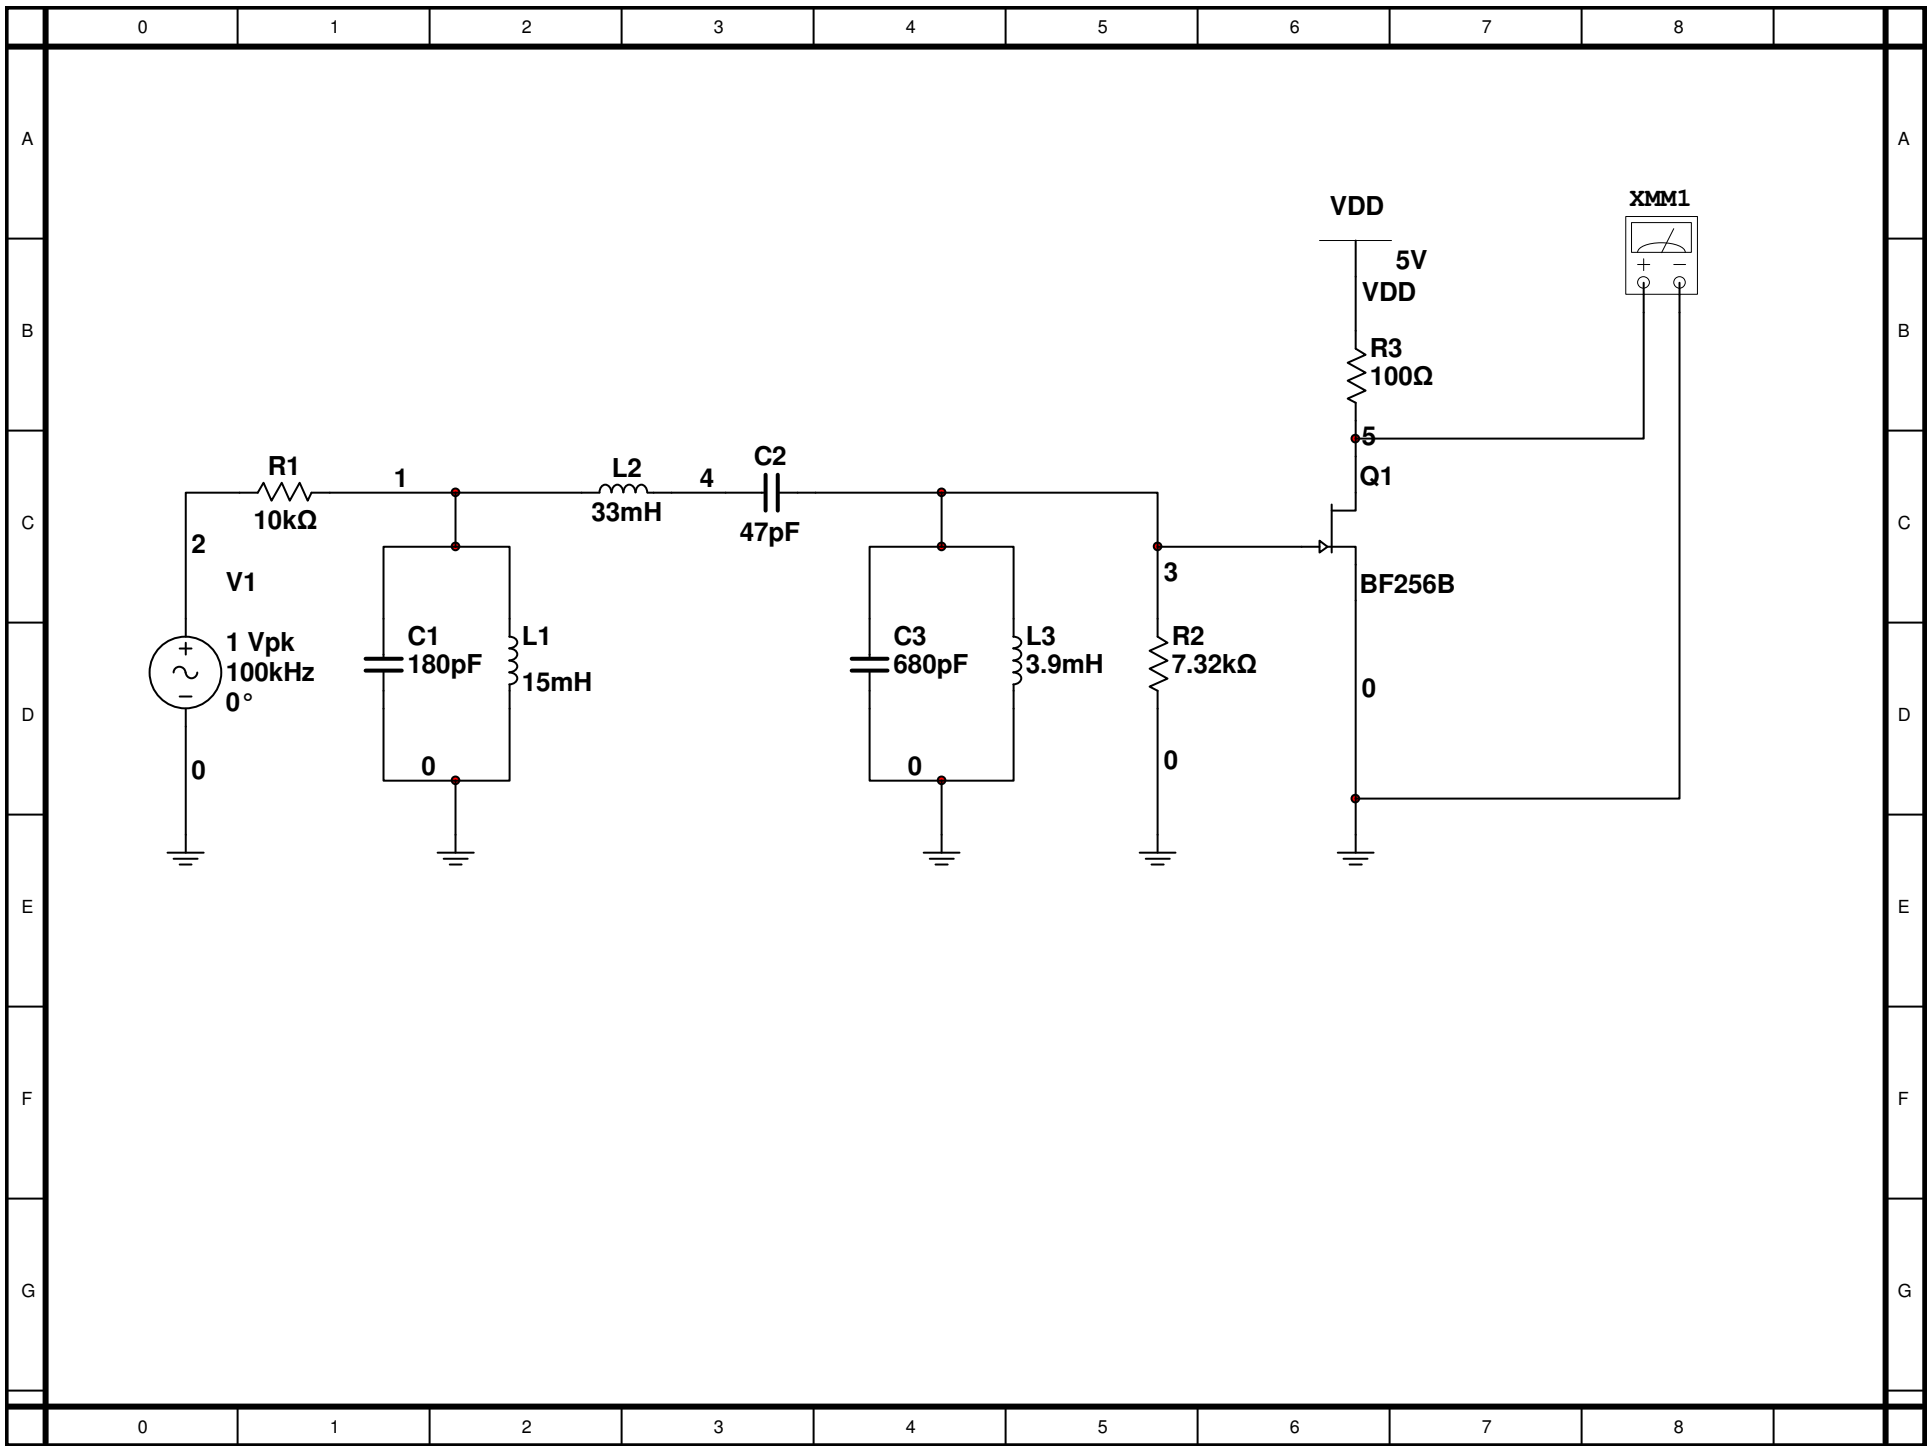 0 1 2 3 4 5 6 7 8
A A
XMM1
VDD
5V
VDD
B B
R3
100Ω
5
C2
R1 1 L2 4 Q1
33mH
10kΩ
C C
47pF
2
3
V1 BF256B
1 Vpk C1 L1 C3 L3 R2
100kHz 180pF 680pF 3.9mH 7.32kΩ
15mH 0
0°
D D
0 0 0 0
E E
F F
G G
0 1 2 3 4 5 6 7 8